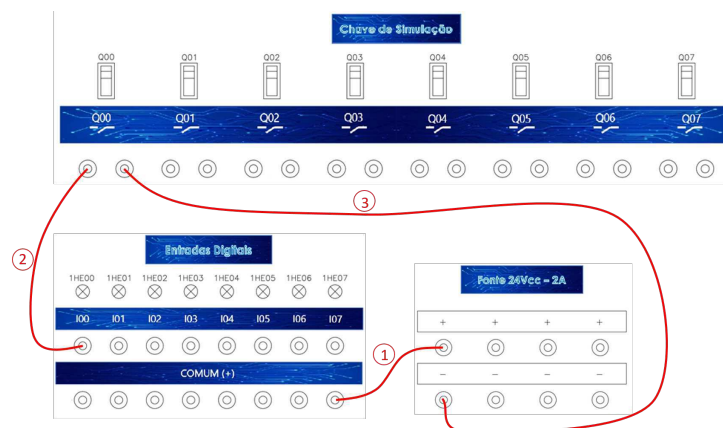 Chave de Simulação
Q00 Q01 Q02 Q03 Q04 Q05 Q06 Q07
Q00 Q01 Q02 Q03 Q04 Q05 Q06 Q07
3
2
Entradas Digitais
1HE00 1HE01 1HE02 1HE03 1HE04 1HE05 1HE06 1HE07
I00 I01 I02 I03 I04 I05 I06 I07
COMUM (+)
1
Fonte 24Vcc - 2A
+ + + +
− − − −